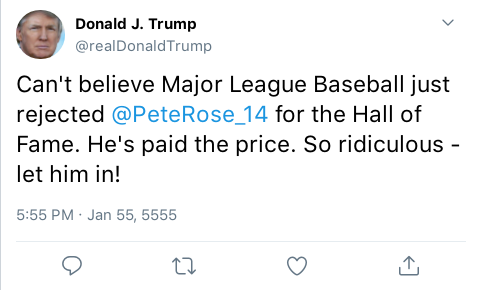 Donald J. Trump
@realDonaldTrump
Can't believe Major League Baseball just
rejected @PeteRose_14 for the Hall of
Fame. He's paid the price. So ridiculous -
let him in!
5:55 PM · Jan 55, 5555